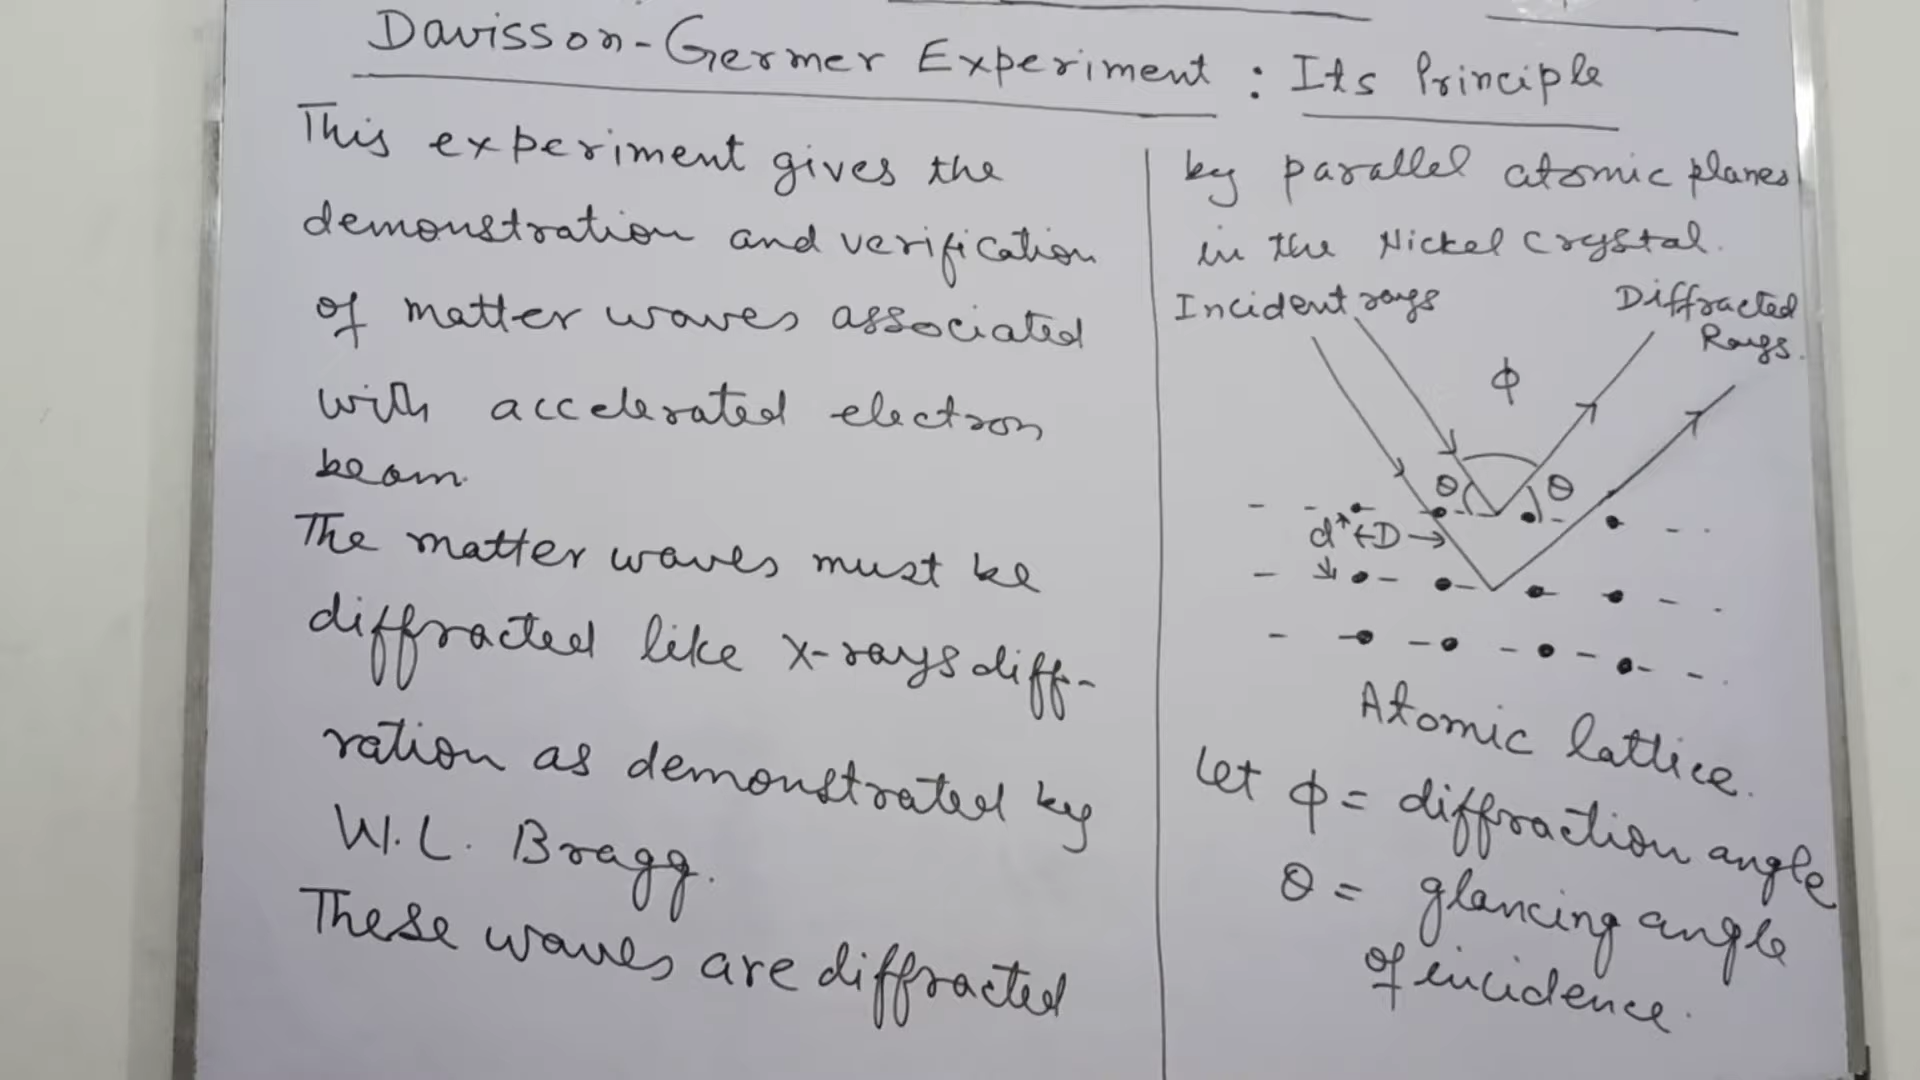 Davisson-Germer Experiment : Its Principle
This experiment gives the
demonstration and verification
of matter waves associated
with accelerated electron
beam.
The matter waves must be
diffracted like X-rays diff-
ration as demonstrated by
W.L. Bragg.
These waves are diffracted
by parallel atomic planes
in the Nickel Crystal.
Incident rays
Diffracted
Rays.
ϕ
θ θ
d ←D→
Atomic lattice.
Let ϕ = diffraction angle
θ = glancing angle
of incidence.